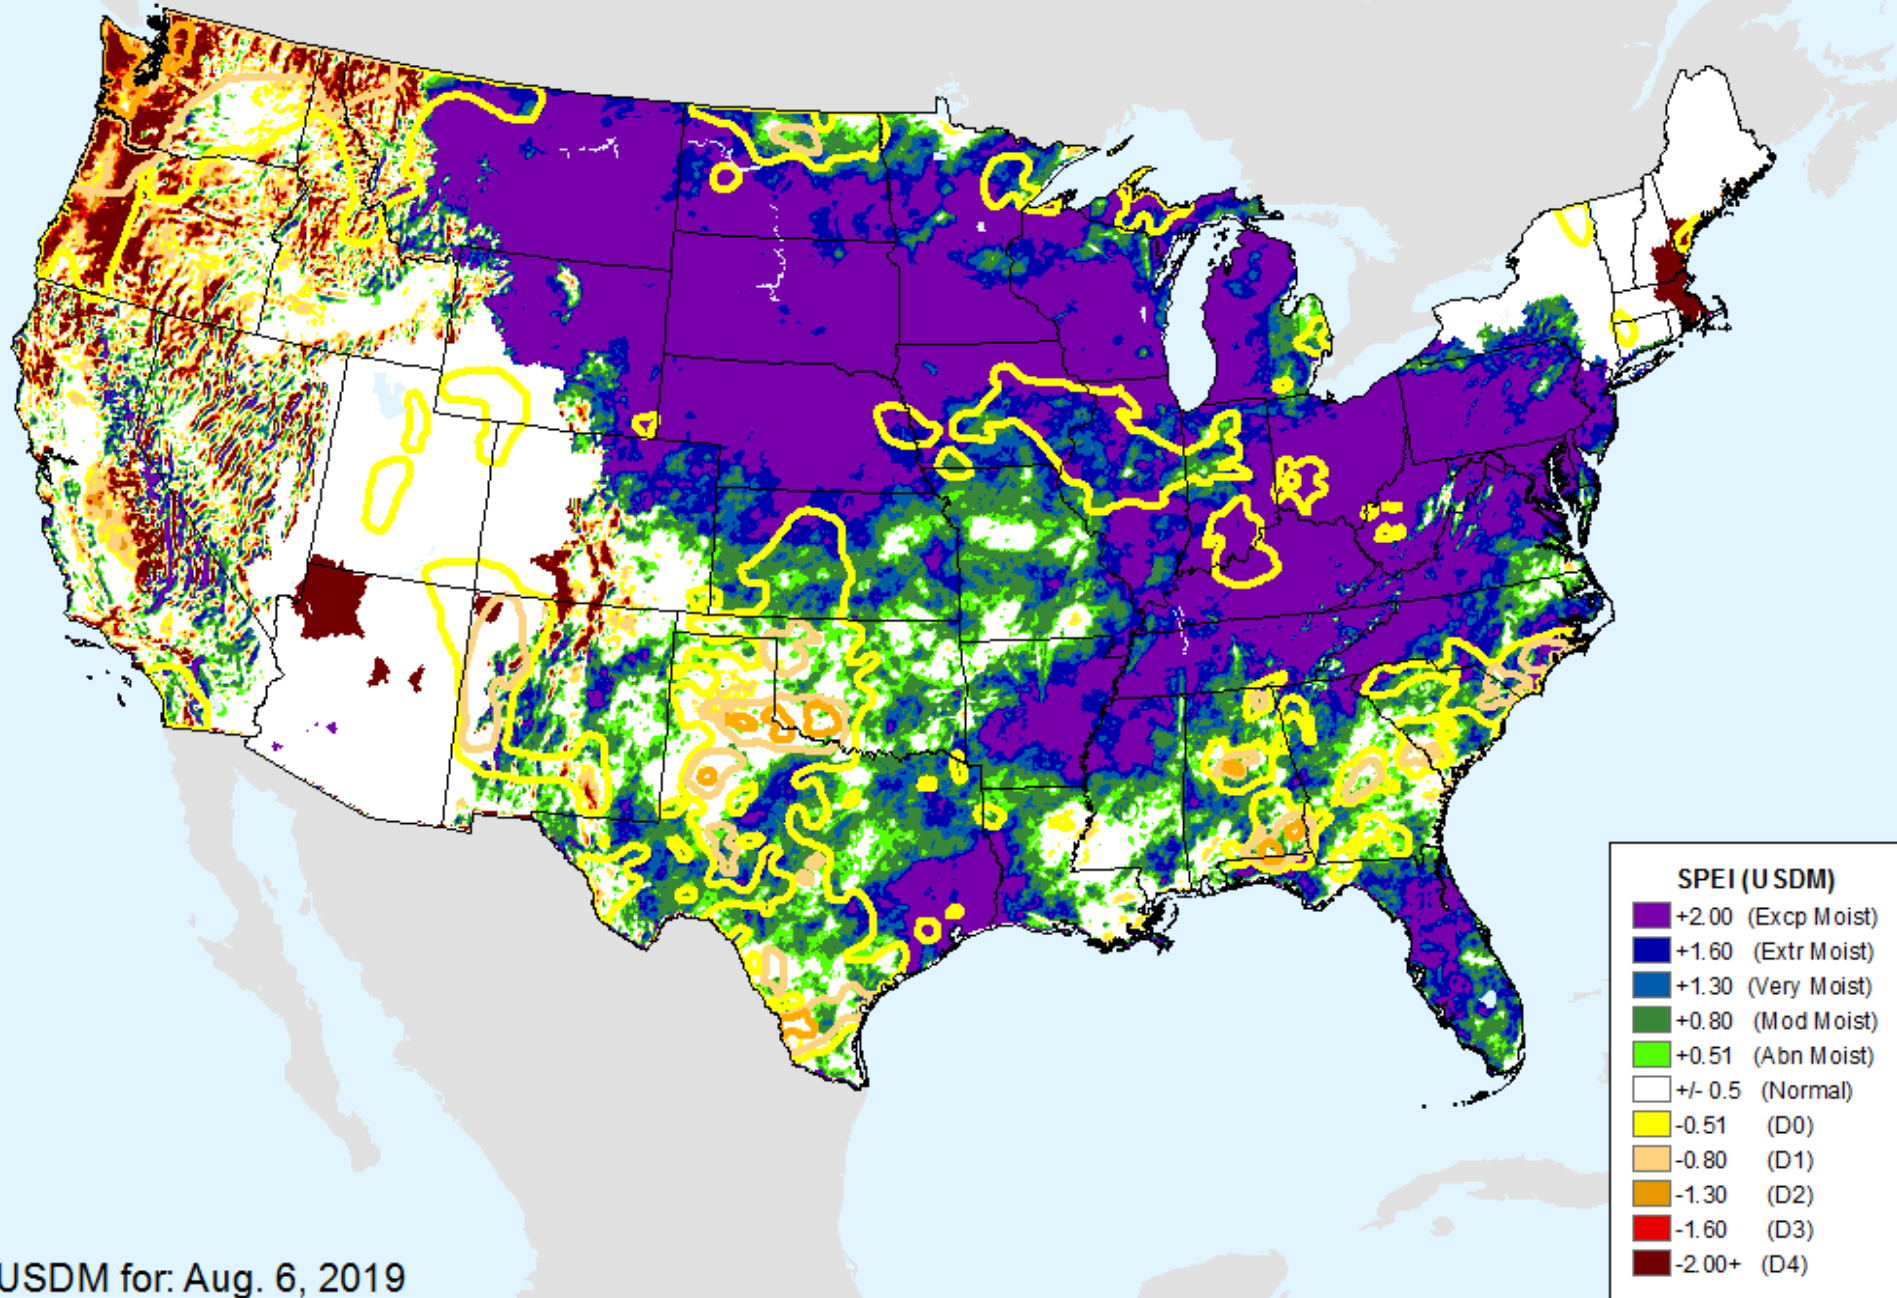 SPEI (USDM)
+2.00 (Excp Moist)
+1.60 (Extr Moist)
+1.30 (Very Moist)
+0.80 (Mod Moist)
+0.51 (Abn Moist)
+/- 0.5 (Normal)
-0.51 (D0)
-0.80 (D1)
-1.30 (D2)
-1.60 (D3)
-2.00+ (D4)
USDM for: Aug. 6, 2019